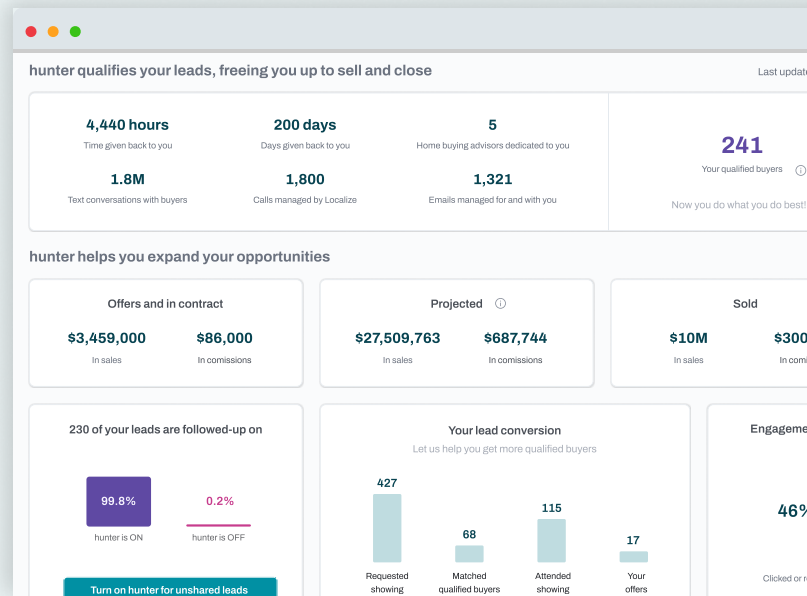 hunter qualifies your leads, freeing you up to sell and close
Last update
4,440 hours
Time given back to you
200 days
Days given back to you
5
Home buying advisors dedicated to you
1.8M
Text conversations with buyers
1,800
Calls managed by Localize
1,321
Emails managed for and with you
241
Your qualified buyers
Now you do what you do best!
hunter helps you expand your opportunities
Offers and in contract
$3,459,000
In sales
$86,000
In comissions
Projected
$27,509,763
In sales
$687,744
In comissions
Sold
$10M
In sales
$300
In comi
230 of your leads are followed-up on
99.8%
hunter is ON
0.2%
hunter is OFF
Turn on hunter for unshared leads
Your lead conversion
Let us help you get more qualified buyers
427
Requested
showing
68
Matched
qualified buyers
115
Attended
showing
17
Your
offers
Engageme
46%
Clicked or r